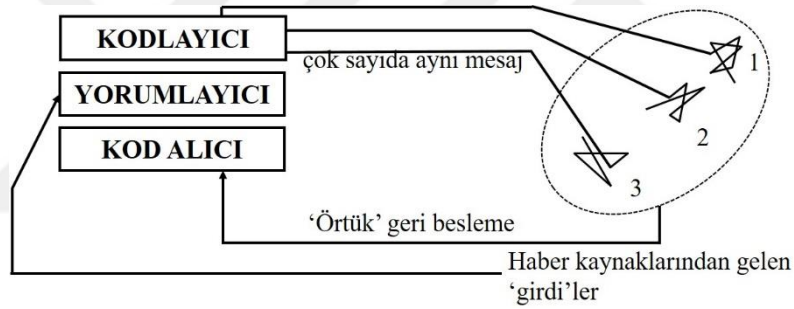 KODLAYICI
çok sayıda aynı mesaj
YORUMLAYICI
KOD ALICI
1
2
3
‘Örtük’ geri besleme
Haber kaynaklarından gelen
‘girdi’ler